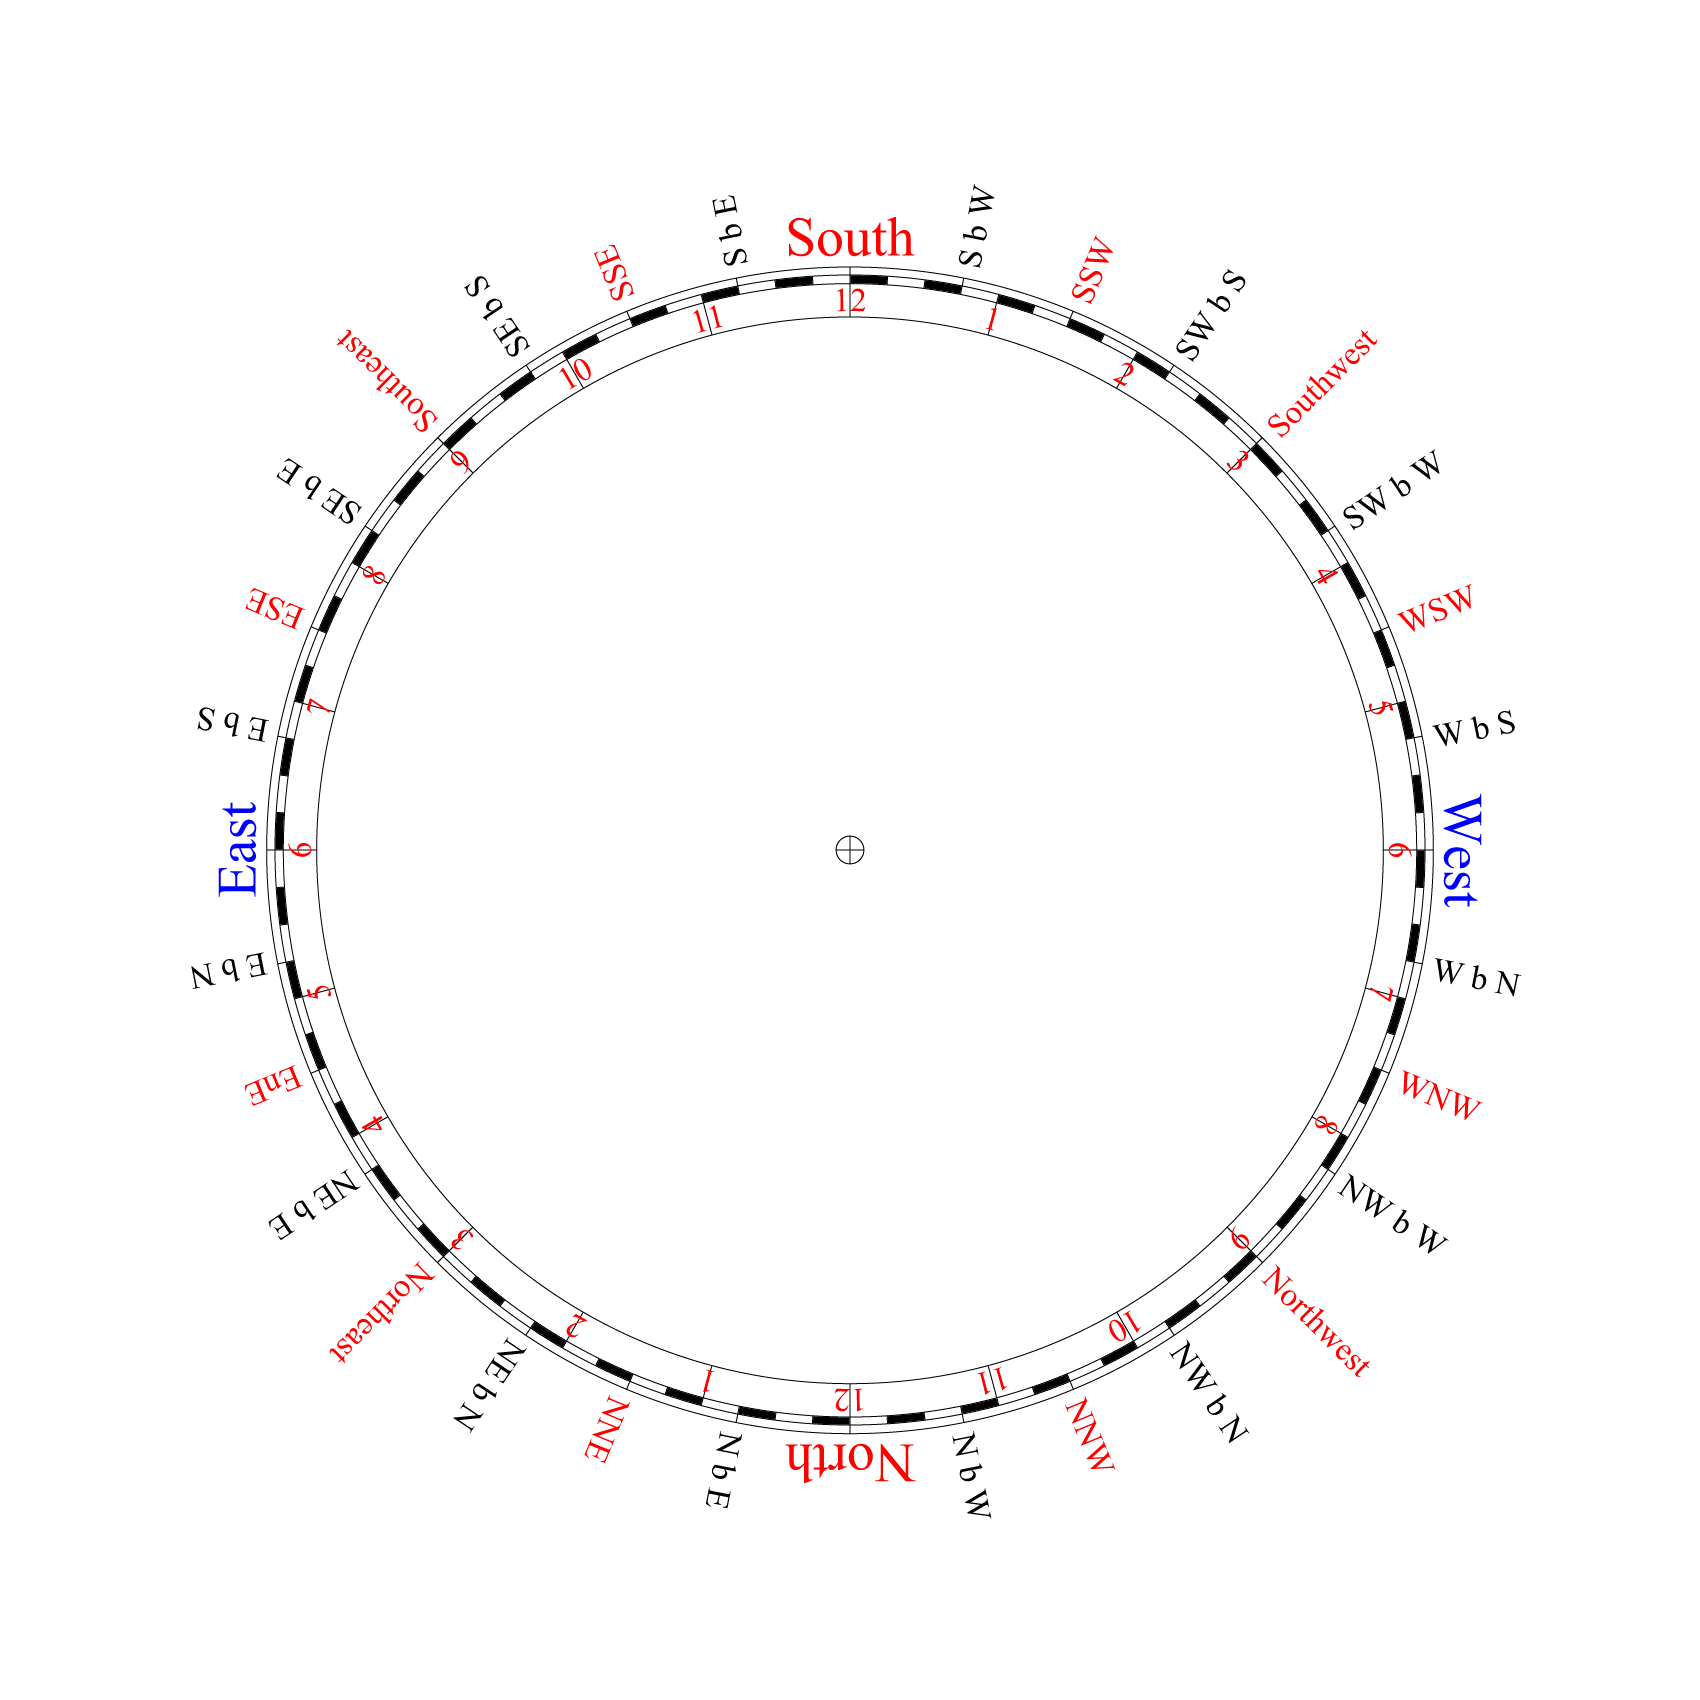 South
S b W
SSW
SW b S
Southwest
SW b W
WSW
W b S
West
W b N
WNW
NW b W
Northwest
NW b N
NNW
N b W
North
N b E
NNE
NE b N
Northeast
NE b E
EnE
E b N
East
E b S
ESE
SE b E
Southeast
SE b S
SSE
S b E
12
1
2
3
4
5
6
7
8
9
10
11
12
1
2
3
4
5
6
7
8
9
10
11